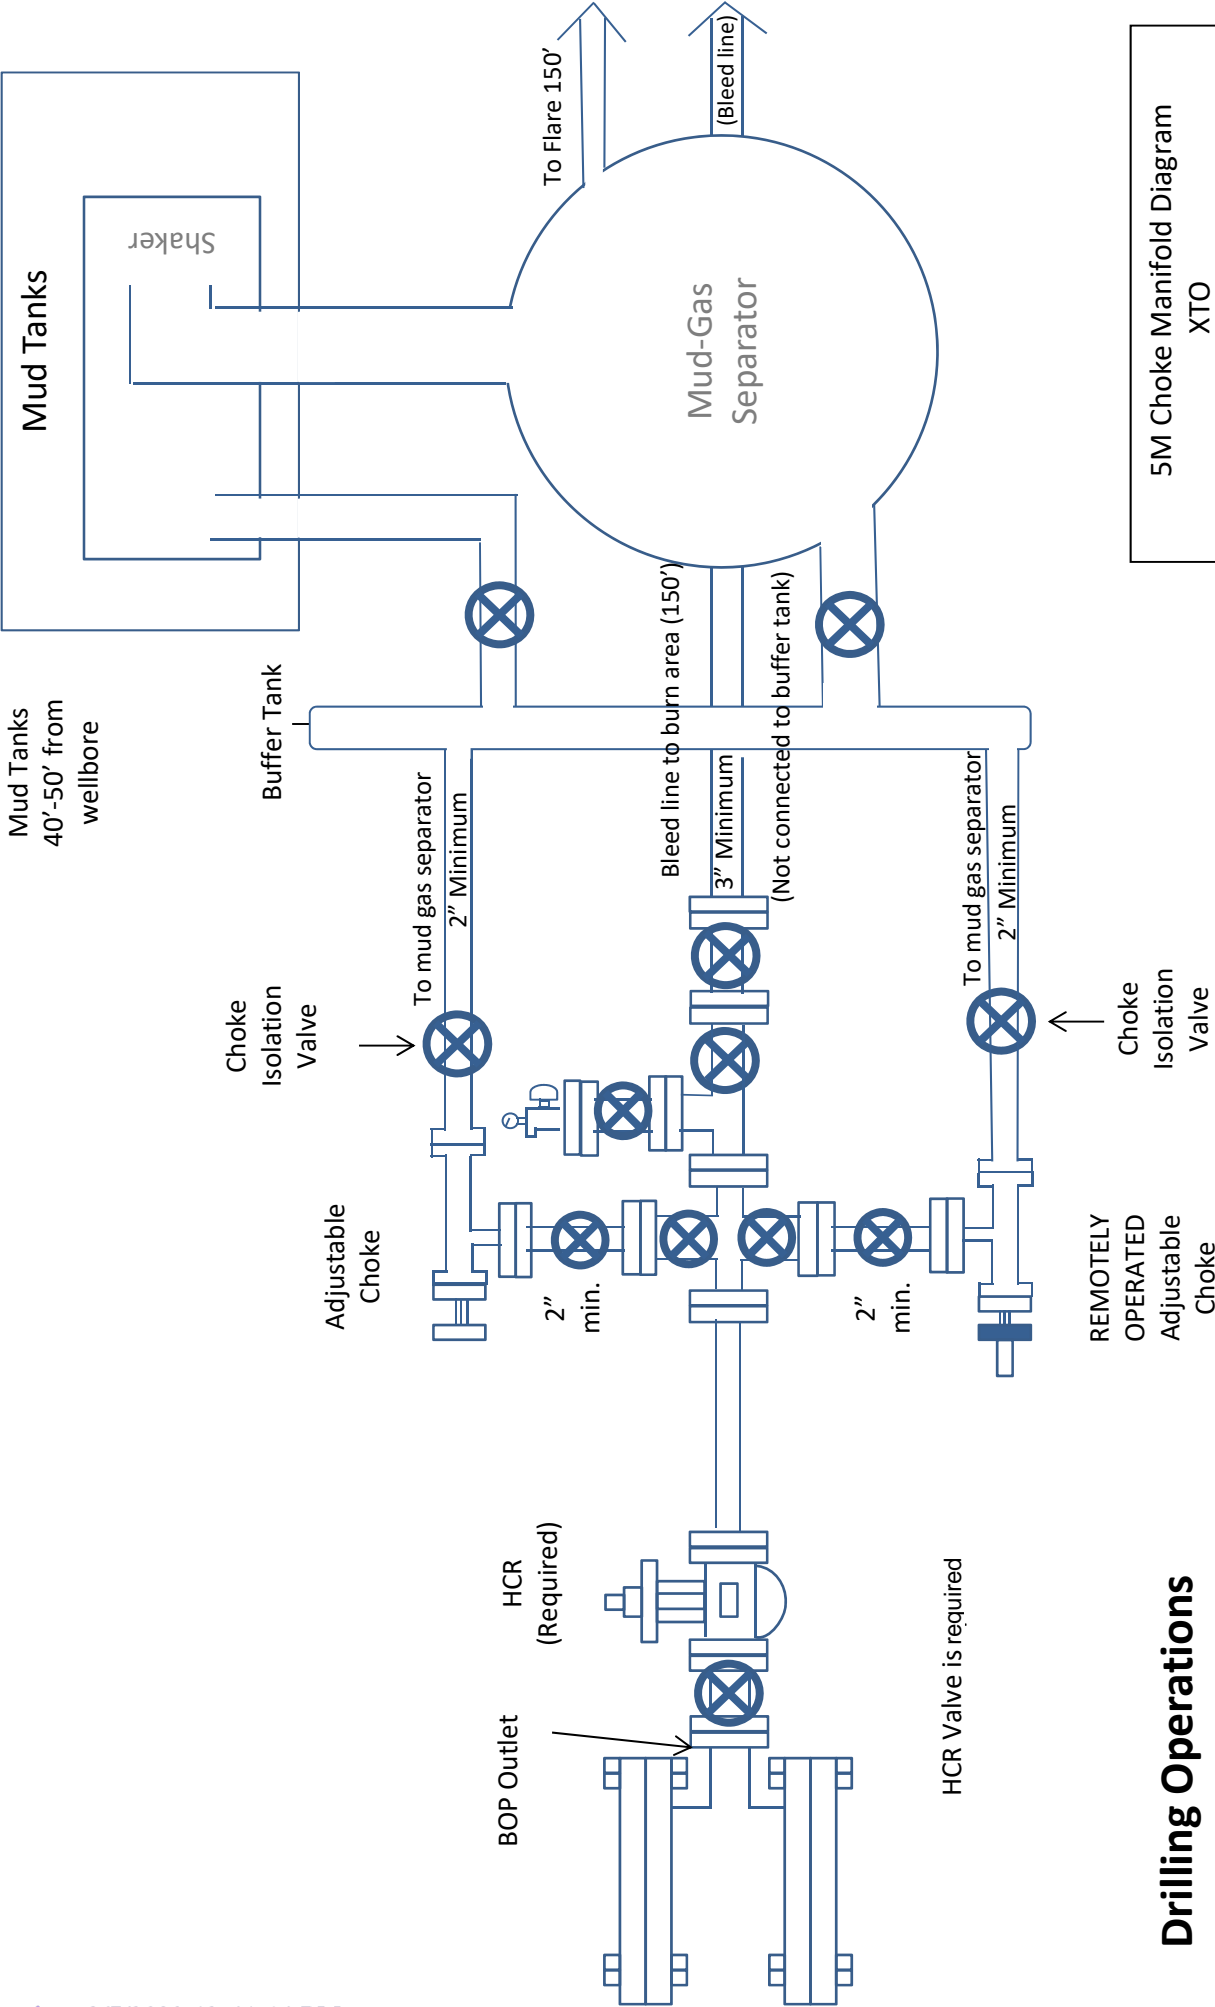 Mud Tanks
40’-50’ from
wellbore
Mud Tanks
Shaker
Buffer Tank
Choke
Isolation
Valve
Adjustable
Choke
To mud gas separator
2” Minimum
To Flare 150’
(Bleed line)
Mud-Gas
Separator
HCR
(Required)
BOP Outlet
2”
min.
Bleed line to burn area (150’)
3” Minimum
(Not connected to buffer tank)
2”
min.
To mud gas separator
2” Minimum
HCR Valve is required
REMOTELY
OPERATED
Adjustable
Choke
Choke
Isolation
Valve
Drilling Operations
5M Choke Manifold Diagram
XTO